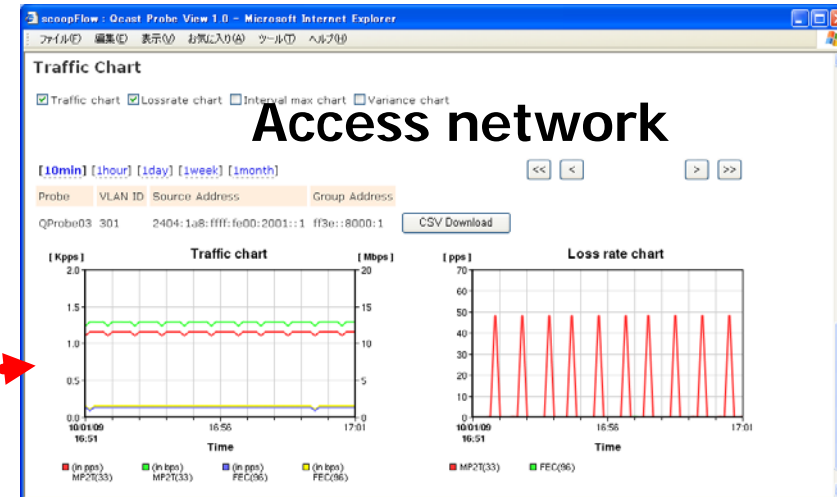 scoopFlow : Qcast Probe View 1.0 - Microsoft Internet Explorer
ファイル(F) 編集(E) 表示(V) お気に入り(A) ツール(T) ヘルプ(H)
Traffic Chart
Traffic chart Lossrate chart Interval max chart Variance chart
Access network
[10min] [1hour] [1day] [1week] [1month] << < > >>
Probe VLAN ID Source Address Group Address
QProbe03 301 2404:1a8:ffff:fe00:2001::1 ff3e::8000:1 CSV Download
[Kpps] Traffic chart [Mbps]
2.0 20
1.5 15
1.0 10
0.5 5
0.0 0
10/01/09 16:51 16:56 17:01
Time
(in pps) MP2T(33) (in bps) MP2T(33) (in pps) FEC(96) (in bps) FEC(96)
[pps] Loss rate chart
70
60
50
40
30
20
10
0
10/01/09 16:51 16:56 17:01
Time
MP2T(33) FEC(96)